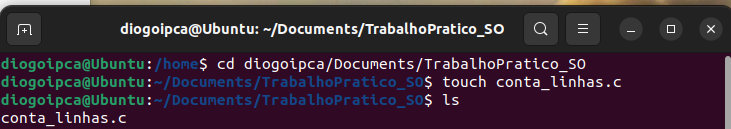 diogoipca@Ubuntu: ~/Documents/TrabalhoPratico_SO
diogoipca@Ubuntu:/home$ cd diogoipca/Documents/TrabalhoPratico_SO
diogoipca@Ubuntu:~/Documents/TrabalhoPratico_SO$ touch conta_linhas.c
diogoipca@Ubuntu:~/Documents/TrabalhoPratico_SO$ ls
conta_linhas.c